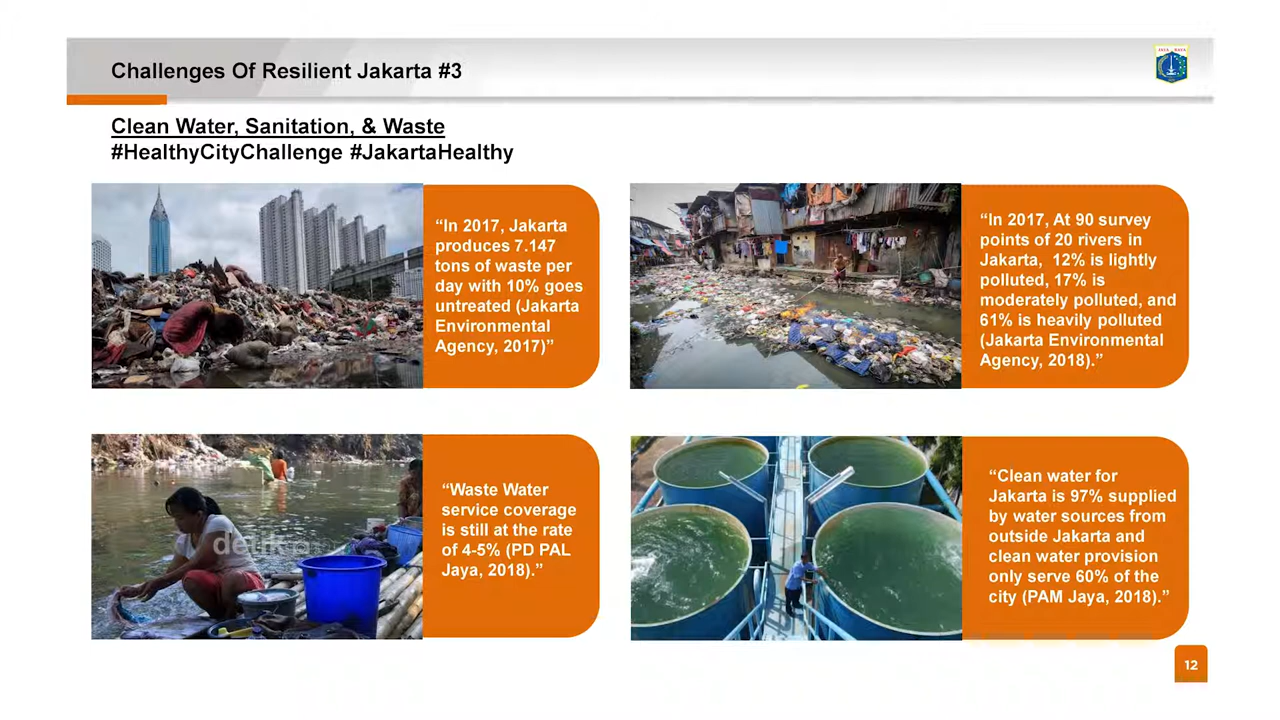 Challenges Of Resilient Jakarta #3
JAYA RAYA
Clean Water, Sanitation, & Waste
#HealthyCityChallenge #JakartaHealthy
“In 2017, Jakarta
produces 7.147
tons of waste per
day with 10% goes
untreated (Jakarta
Environmental
Agency, 2017)”
“In 2017, At 90 survey
points of 20 rivers in
Jakarta, 12% is lightly
polluted, 17% is
moderately polluted, and
61% is heavily polluted
(Jakarta Environmental
Agency, 2018).”
detik
“Waste Water
service coverage
is still at the rate
of 4-5% (PD PAL
Jaya, 2018).”
“Clean water for
Jakarta is 97% supplied
by water sources from
outside Jakarta and
clean water provision
only serve 60% of the
city (PAM Jaya, 2018).”
12